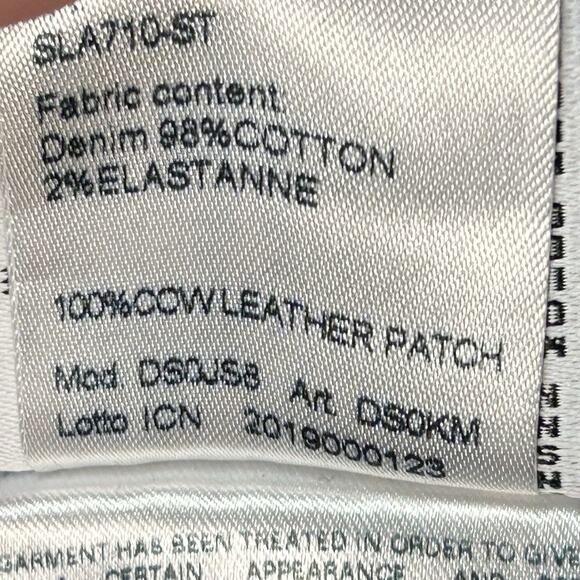 SLA710-ST
Fabric content.
Denim 98%COTTON
2%ELASTANNE
100%COW LEATHER PATCH
Mod. DS0JS8 Art. DS0KM
Lotto ICN 2019000123
GARMENT HAS BEEN TREATED IN ORDER TO GIVE
CERTAIN APPEARANCE AND